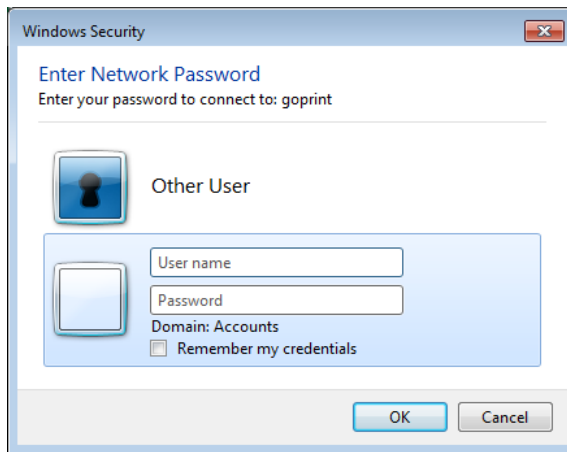 Windows Security
Enter Network Password
Enter your password to connect to: goprint
Other User
User name
Password
Domain: Accounts
Remember my credentials
OK
Cancel